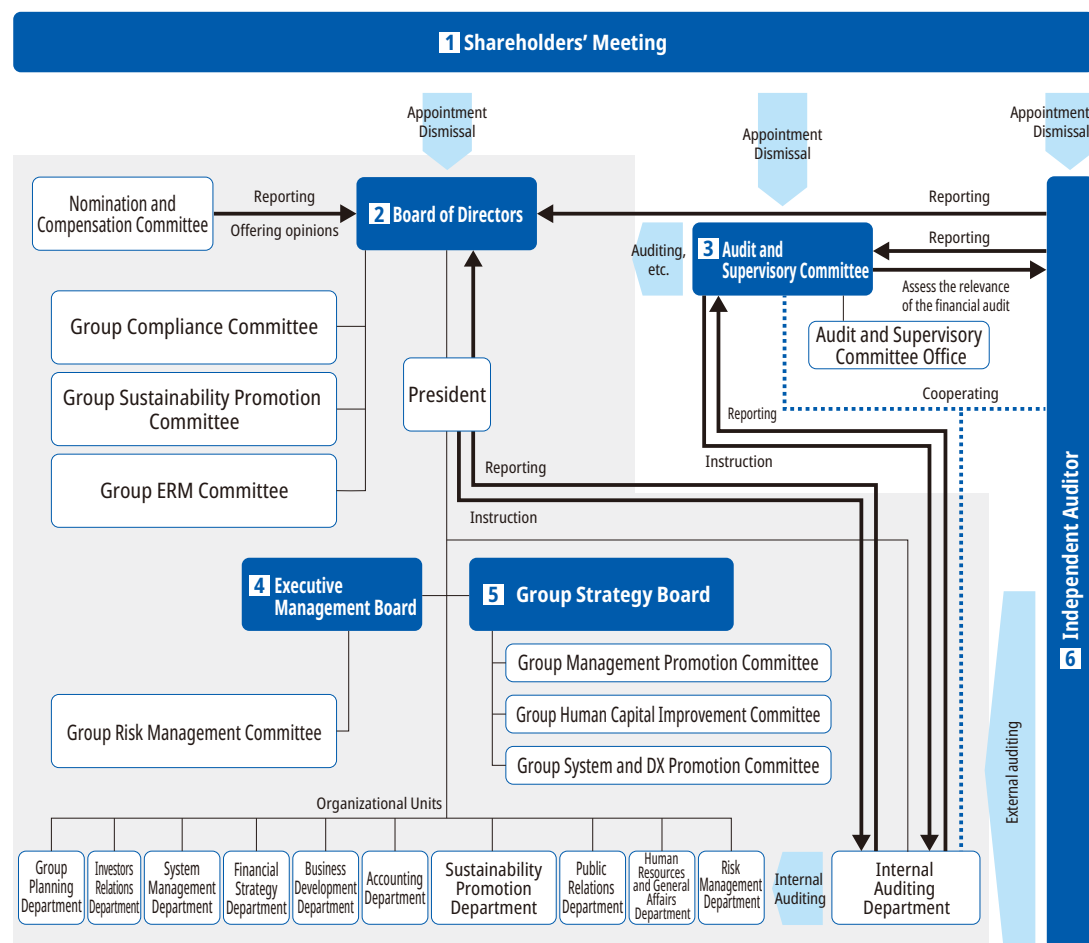 1 Shareholders' Meeting
Appointment
Dismissal
Appointment
Dismissal
Appointment
Dismissal
Nomination and
Compensation Committee
Reporting
Offering opinions
2 Board of Directors
Reporting
Auditing,
etc.
3 Audit and
Supervisory Committee
Reporting
Assess the relevance
of the financial audit
Audit and Supervisory
Committee Office
Group Compliance Committee
Group Sustainability Promotion
Committee
Group ERM Committee
President
Cooperating
Reporting
Instruction
Reporting
Instruction
6 Independent Auditor
4 Executive
Management Board
5 Group Strategy Board
Group Management Promotion Committee
Group Human Capital Improvement Committee
Group System and DX Promotion Committee
Group Risk Management Committee
External auditing
Organizational Units
Group
Planning
Department
Investors
Relations
Department
System
Management
Department
Financial
Strategy
Department
Business
Development
Department
Accounting
Department
Sustainability
Promotion
Department
Public
Relations
Department
Human
Resources
and General
Affairs
Department
Risk
Management
Department
Internal
Auditing
Internal
Auditing
Department